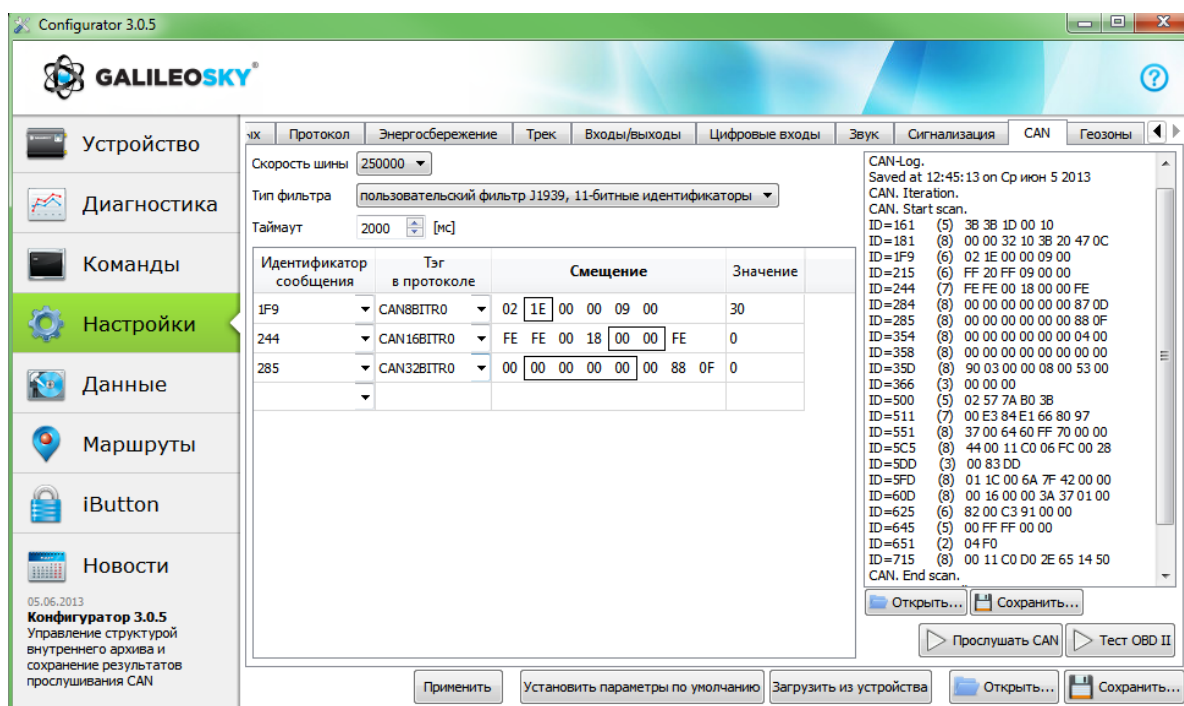 Configurator 3.0.5
GALILEOSKY®
?
Устройство
Диагностика
Команды
Настройки
Данные
Маршруты
iButton
Новости
05.06.2013
Конфигуратор 3.0.5
Управление структурой
внутреннего архива и
сохранение результатов
прослушивания CAN
ых Протокол Энергосбережение Трек Входы/выходы Цифровые входы Звук Сигнализация CAN Геозоны
Скорость шины 250000
Тип фильтра пользовательский фильтр J1939, 11-битные идентификаторы
Таймаут 2000 [мс]
Идентификатор сообщения Тэг в протоколе Смещение Значение
1F9 CAN8BITR0 02 1E 00 00 09 00 30
244 CAN16BITR0 FE FE 00 18 00 00 FE 0
285 CAN32BITR0 00 00 00 00 00 00 88 0F 0
CAN-Log.
Saved at 12:45:13 on Ср июн 5 2013
CAN. Iteration.
CAN. Start scan.
ID=161 (5) 3B 3B 1D 00 10
ID=181 (8) 00 00 32 10 3B 20 47 0C
ID=1F9 (6) 02 1E 00 00 09 00
ID=215 (6) FF 20 FF 09 00 00
ID=244 (7) FE FE 00 18 00 00 FE
ID=284 (8) 00 00 00 00 00 00 87 0D
ID=285 (8) 00 00 00 00 00 00 88 0F
ID=354 (8) 00 00 00 00 00 00 04 00
ID=358 (8) 00 00 00 00 00 00 00 00
ID=35D (8) 90 03 00 00 08 00 53 00
ID=366 (3) 00 00 00
ID=500 (5) 02 57 7A B0 3B
ID=511 (7) 00 E3 84 E1 66 80 97
ID=551 (8) 37 00 64 60 FF 70 00 00
ID=5C5 (8) 44 00 11 C0 06 FC 00 28
ID=5DD (3) 00 83 DD
ID=5FD (8) 01 1C 00 6A 7F 42 00 00
ID=60D (8) 00 16 00 00 3A 37 01 00
ID=625 (6) 82 00 C3 91 00 00
ID=645 (5) 00 FF FF 00 00
ID=651 (2) 04 F0
ID=715 (8) 00 11 C0 D0 2E 65 14 50
CAN. End scan.
Открыть... Сохранить...
Прослушать CAN Тест OBD II
Применить Установить параметры по умолчанию Загрузить из устройства Открыть... Сохранить...